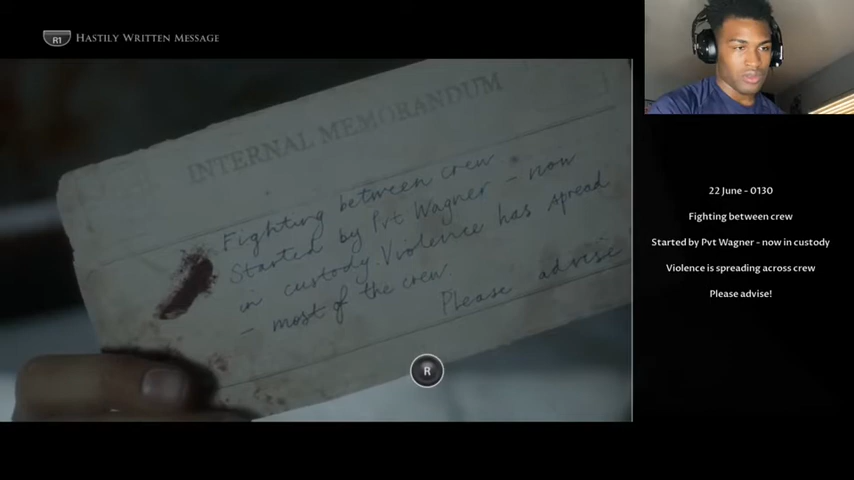 R1 HASTILY WRITTEN MESSAGE
INTERNAL MEMORANDUM
Fighting between crew
Started by Pvt Wagner - now
in custody. Violence has spread
- most of the crew.
Please advise!
R
22 June - 0130
Fighting between crew
Started by Pvt Wagner - now in custody
Violence is spreading across crew
Please advise!